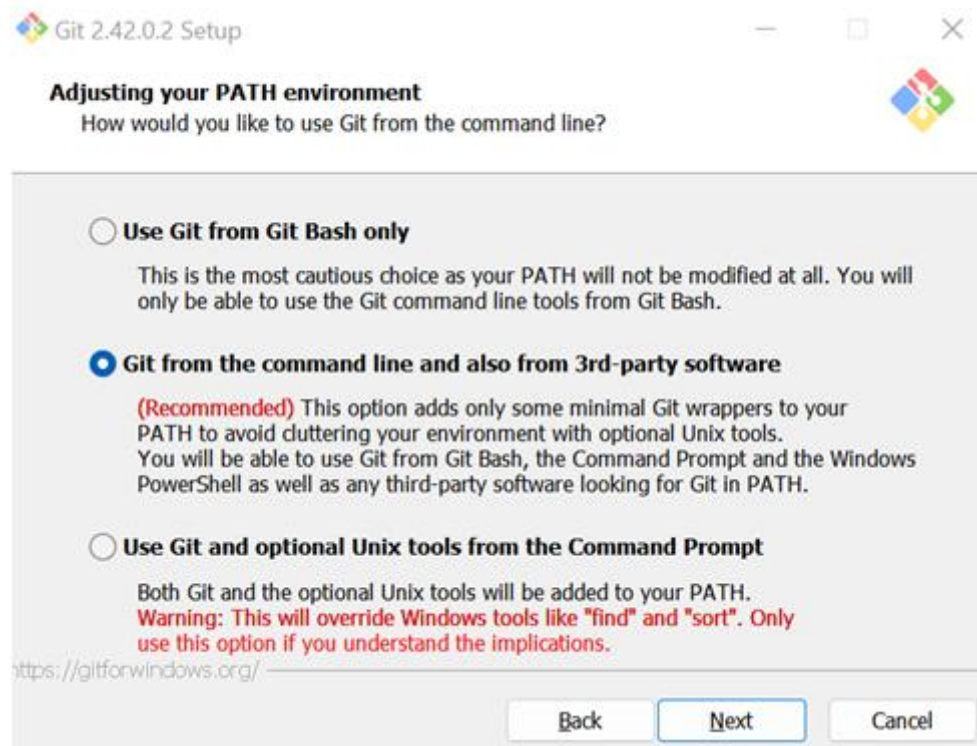 Git 2.42.0.2 Setup
Adjusting your PATH environment
How would you like to use Git from the command line?
Use Git from Git Bash only
This is the most cautious choice as your PATH will not be modified at all. You will
only be able to use the Git command line tools from Git Bash.
Git from the command line and also from 3rd-party software
(Recommended) This option adds only some minimal Git wrappers to your
PATH to avoid cluttering your environment with optional Unix tools.
You will be able to use Git from Git Bash, the Command Prompt and the Windows
PowerShell as well as any third-party software looking for Git in PATH.
Use Git and optional Unix tools from the Command Prompt
Both Git and the optional Unix tools will be added to your PATH.
Warning: This will override Windows tools like "find" and "sort". Only
use this option if you understand the implications.
https://gitforwindows.org/
Back
Next
Cancel